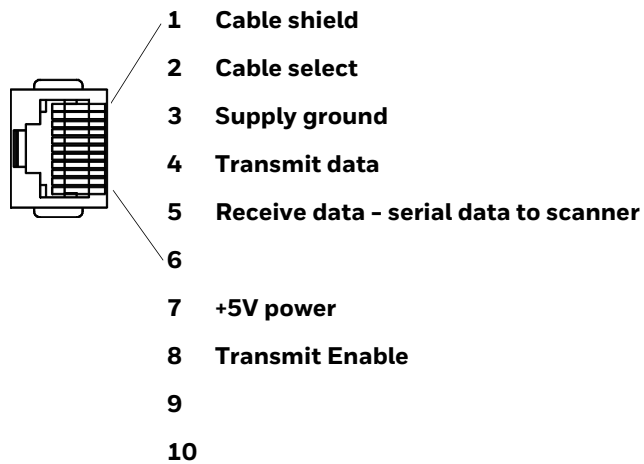 1 Cable shield
2 Cable select
3 Supply ground
4 Transmit data
5 Receive data – serial data to scanner
6
7 +5V power
8 Transmit Enable
9
10